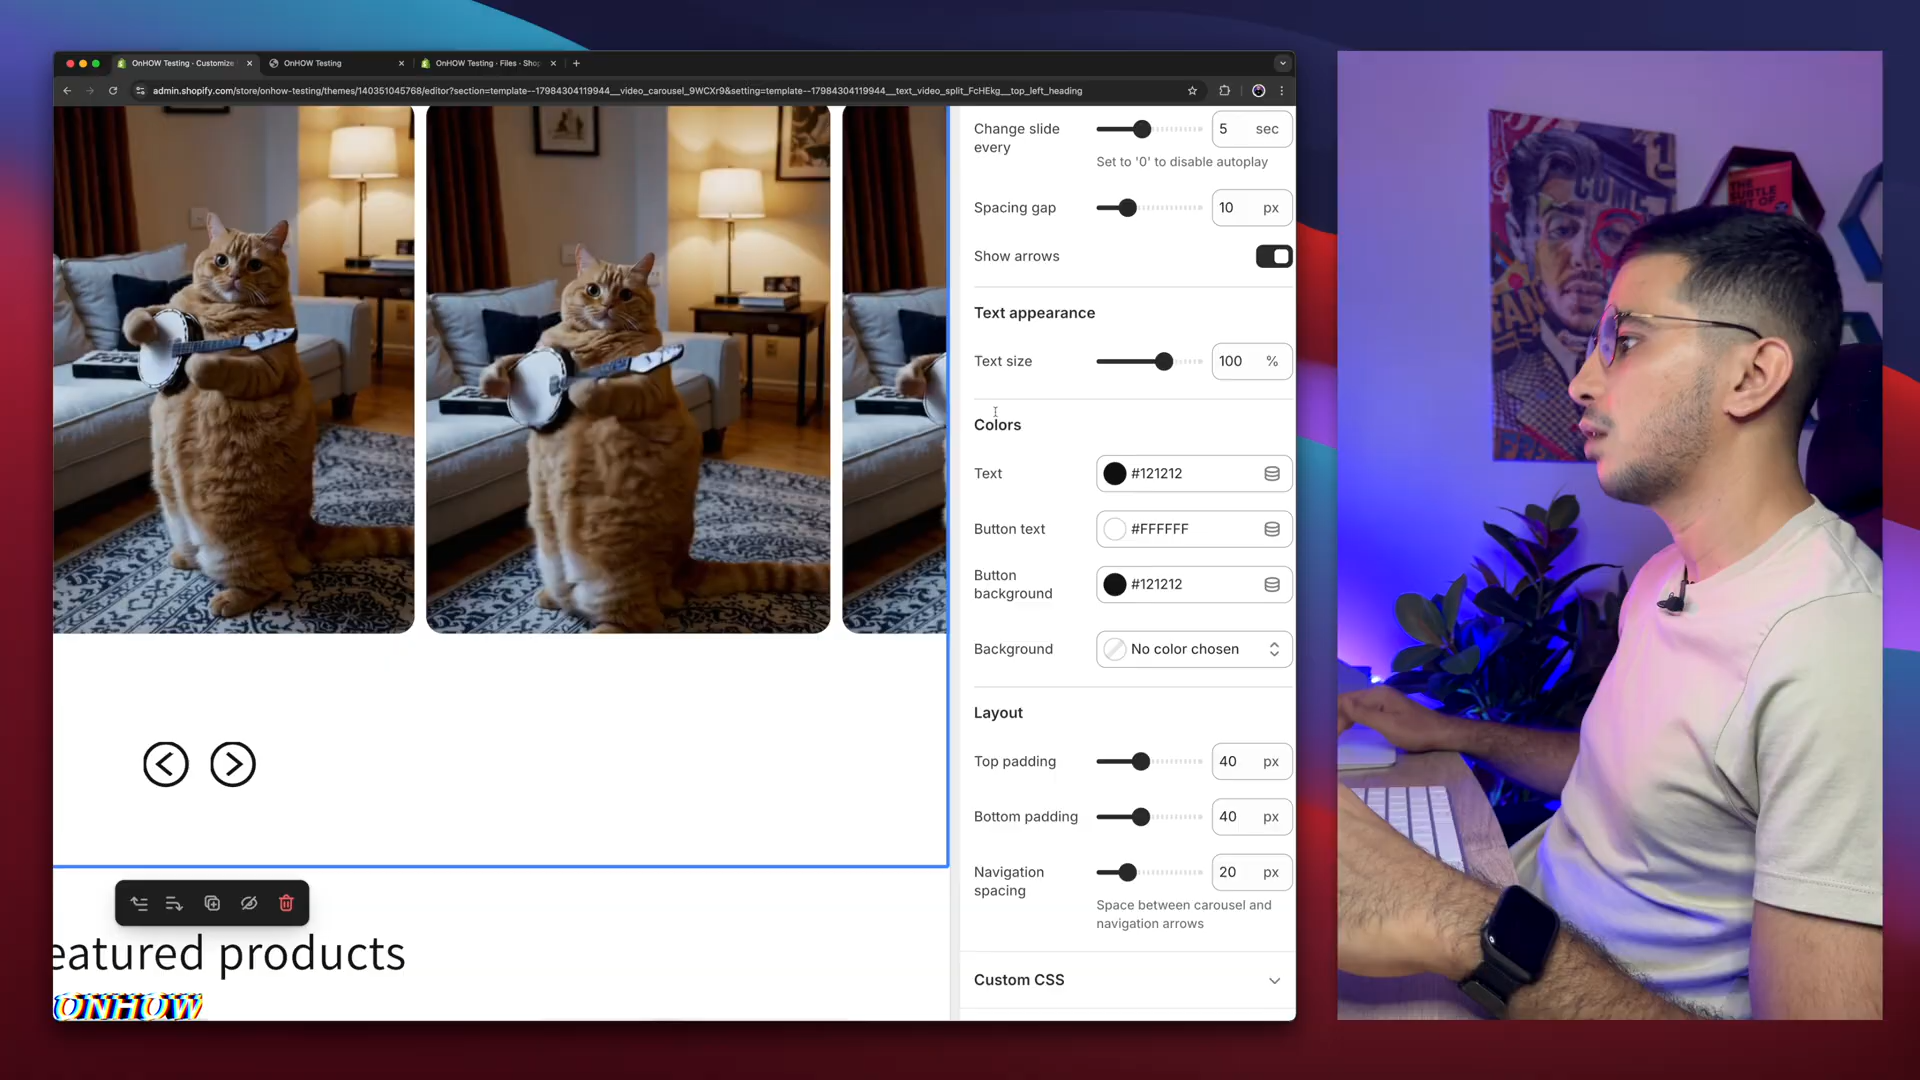 OnHOW Testing · Customize
OnHOW Testing
OnHOW Testing · Files · Shop
admin.shopify.com/store/onhow-testing/themes/140351045768/editor?section=template--17984304119944__video_carousel_9WCXr9&setting=template--17984304119944__text_video_split_FcHEkg__top_left_heading
Change slide every
5 sec
Set to '0' to disable autoplay
Spacing gap
10 px
Show arrows
Text appearance
Text size
100 %
Colors
Text
#121212
Button text
#FFFFFF
Button background
#121212
Background
No color chosen
Layout
Top padding
40 px
Bottom padding
40 px
Navigation spacing
20 px
Space between carousel and
navigation arrows
Custom CSS
eatured products
ONHOW
THE
SUBTLE